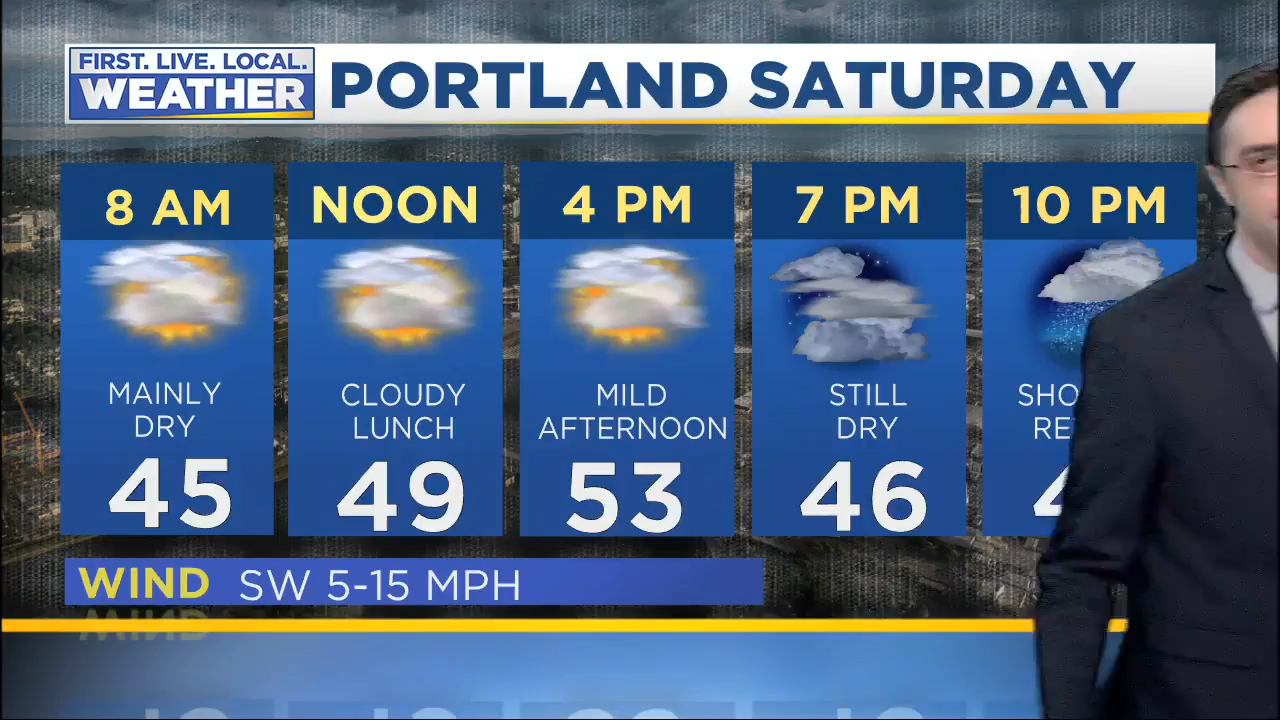 FIRST. LIVE. LOCAL.
WEATHER
PORTLAND SATURDAY
8 AM
MAINLY
DRY
45
NOON
CLOUDY
LUNCH
49
4 PM
MILD
AFTERNOON
53
7 PM
STILL
DRY
46
10 PM
WIND SW 5-15 MPH